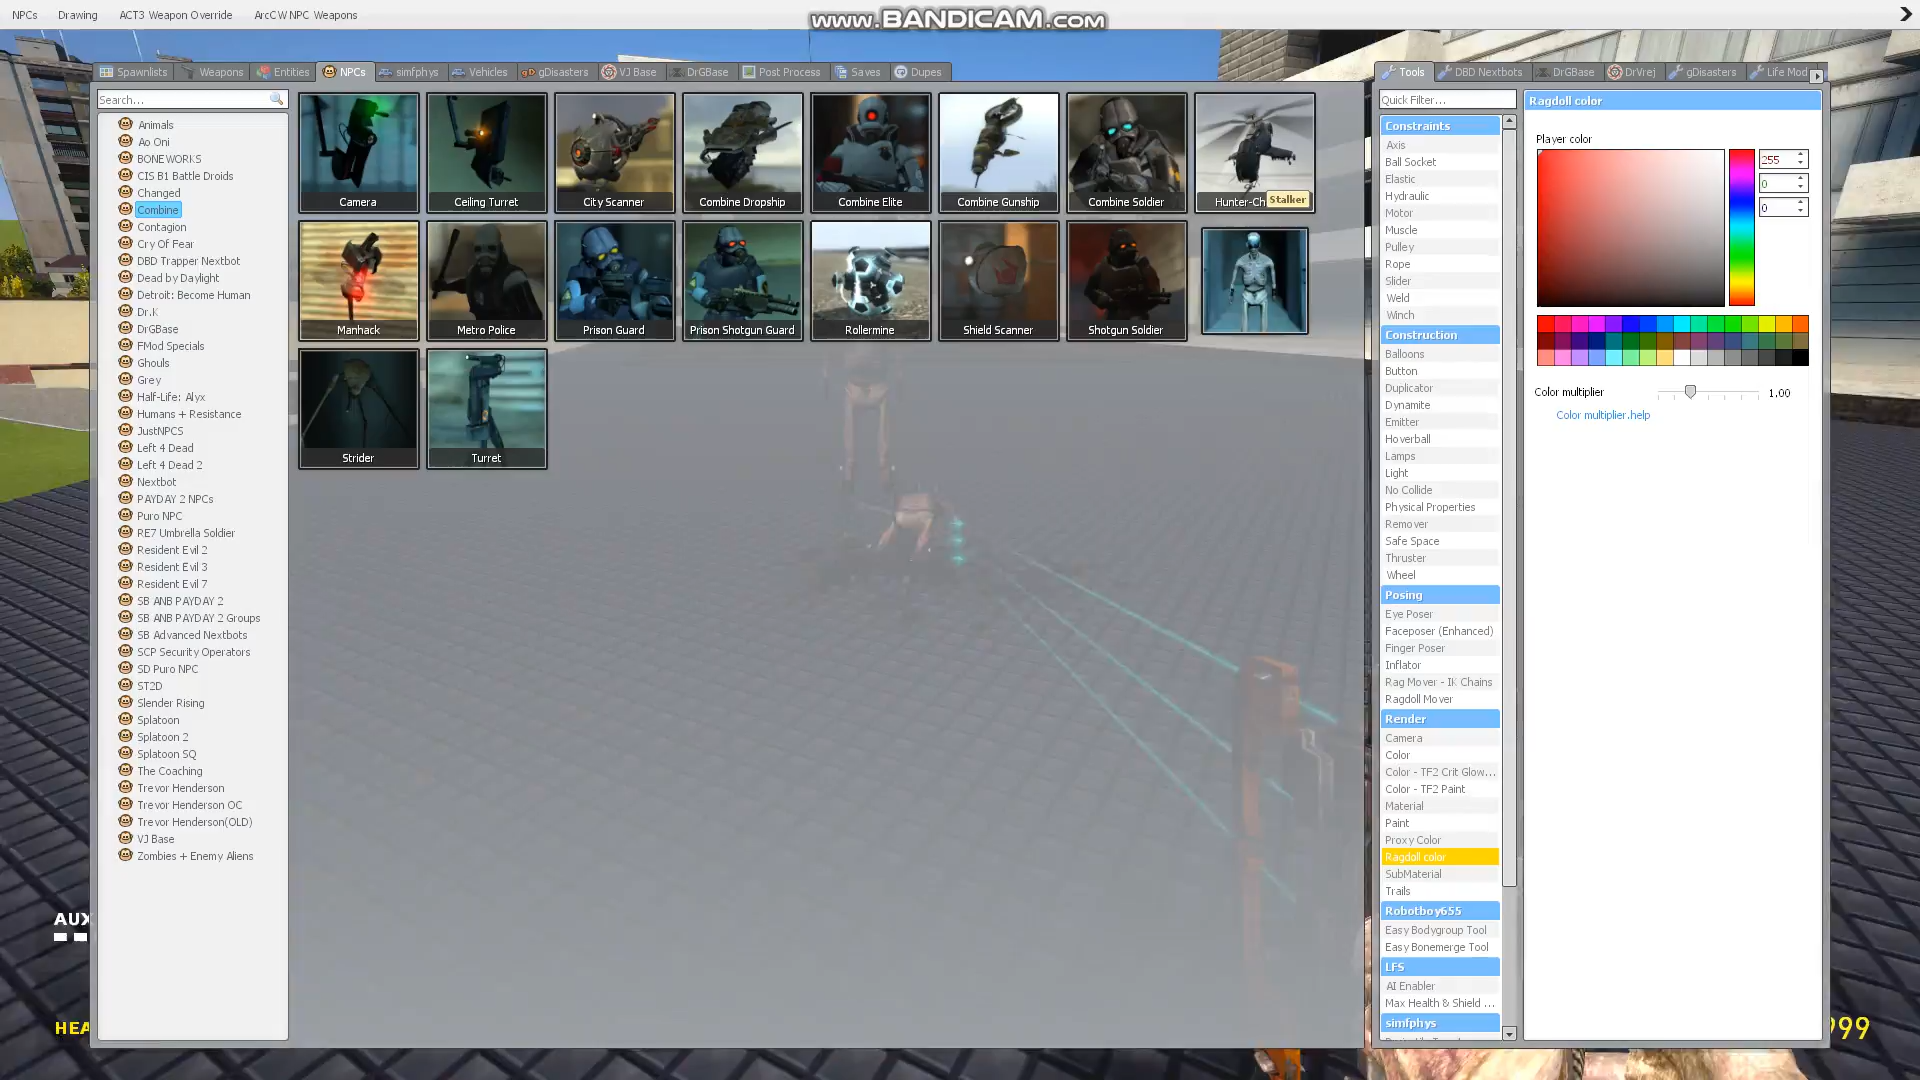 NPCs Drawing ACT3 Weapon Override ArcCW NPC Weapons
www.BANDICAM.com
Spawnlists Weapons Entities NPCs simfphys Vehicles gDisasters VJ Base DrGBase Post Process Saves Dupes
Search...
Animals
Ao Oni
BONEWORKS
CIS B1 Battle Droids
Changed
Combine
Contagion
Cry Of Fear
DBD Trapper Nextbot
Dead by Daylight
Detroit: Become Human
Dr.K
DrGBase
FMod Specials
Ghouls
Grey
Half-Life: Alyx
Humans + Resistance
JustNPCS
Left 4 Dead
Left 4 Dead 2
Nextbot
PAYDAY 2 NPCs
Puro NPC
RE7 Umbrella Soldier
Resident Evil 2
Resident Evil 3
Resident Evil 7
SB ANB PAYDAY 2
SB ANB PAYDAY 2 Groups
SB Advanced Nextbots
SCP Security Operators
SD Puro NPC
ST2D
Slender Rising
Splatoon
Splatoon 2
Splatoon SQ
The Coaching
Trevor Henderson
Trevor Henderson OC
Trevor Henderson(OLD)
VJ Base
Zombies + Enemy Aliens
Camera Ceiling Turret City Scanner Combine Dropship Combine Elite Combine Gunship Combine Soldier Hunter-Ch
Stalker
Manhack Metro Police Prison Guard Prison Shotgun Guard Rollermine Shield Scanner Shotgun Soldier
Strider Turret
AUX
HEA
999
Tools DBD Nextbots DrGBase DrVrej gDisasters Life Mod
Quick Filter...
Constraints
Axis
Ball Socket
Elastic
Hydraulic
Motor
Muscle
Pulley
Rope
Slider
Weld
Winch
Construction
Balloons
Button
Duplicator
Dynamite
Emitter
Hoverball
Lamps
Light
No Collide
Physical Properties
Remover
Safe Space
Thruster
Wheel
Posing
Eye Poser
Faceposer (Enhanced)
Finger Poser
Inflator
Rag Mover - IK Chains
Ragdoll Mover
Render
Camera
Color
Color - TF2 Crit Glow...
Color - TF2 Paint
Material
Paint
Proxy Color
Ragdoll color
SubMaterial
Trails
Robotboy655
Easy Bodygroup Tool
Easy Bonemerge Tool
LFS
AI Enabler
Max Health & Shield ...
simfphys
Ragdoll color
Player color
255
0
0
Color multiplier 1.00
Color multiplier.help